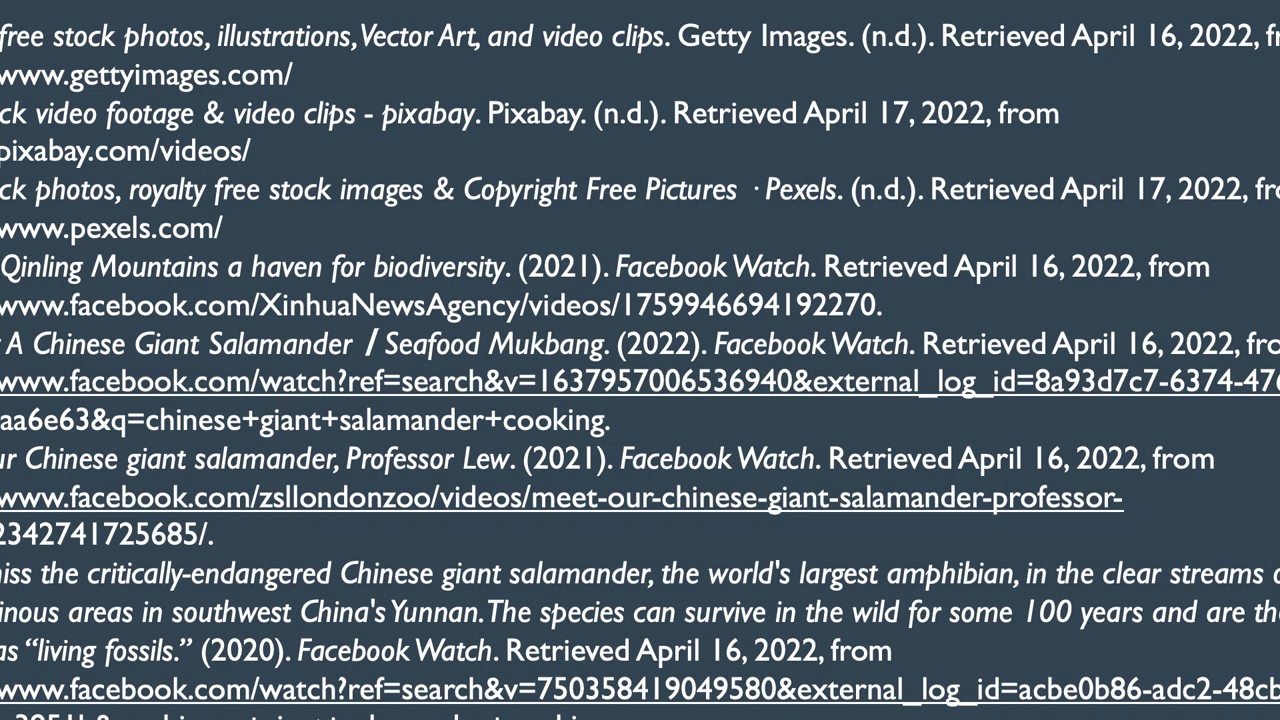 free stock photos, illustrations, Vector Art, and video clips. Getty Images. (n.d.). Retrieved April 16, 2022,
www.gettyimages.com/
ck video footage & video clips - pixabay. Pixabay. (n.d.). Retrieved April 17, 2022, from
pixabay.com/videos/
ck photos, royalty free stock images & Copyright Free Pictures · Pexels. (n.d.). Retrieved April 17, 2022,
www.pexels.com/
Qinling Mountains a haven for biodiversity. (2021). Facebook Watch. Retrieved April 16, 2022, from
www.facebook.com/XinhuaNewsAgency/videos/1759946694192270.
A Chinese Giant Salamander / Seafood Mukbang. (2022). Facebook Watch. Retrieved April 16, 2022,
www.facebook.com/watch?ref=search&v=1637957006536940&external_log_id=8a93d7c7-6374-476
aa6e63&q=chinese+giant+salamander+cooking.
ur Chinese giant salamander, Professor Lew. (2021). Facebook Watch. Retrieved April 16, 2022, from
www.facebook.com/zsllondonzoo/videos/meet-our-chinese-giant-salamander-professor-
2342741725685/.
iss the critically-endangered Chinese giant salamander, the world's largest amphibian, in the clear streams
inous areas in southwest China's Yunnan. The species can survive in the wild for some 100 years and are
as “living fossils.” (2020). Facebook Watch. Retrieved April 16, 2022, from
www.facebook.com/watch?ref=search&v=750358419049580&external_log_id=acbe0b86-adc2-48cb